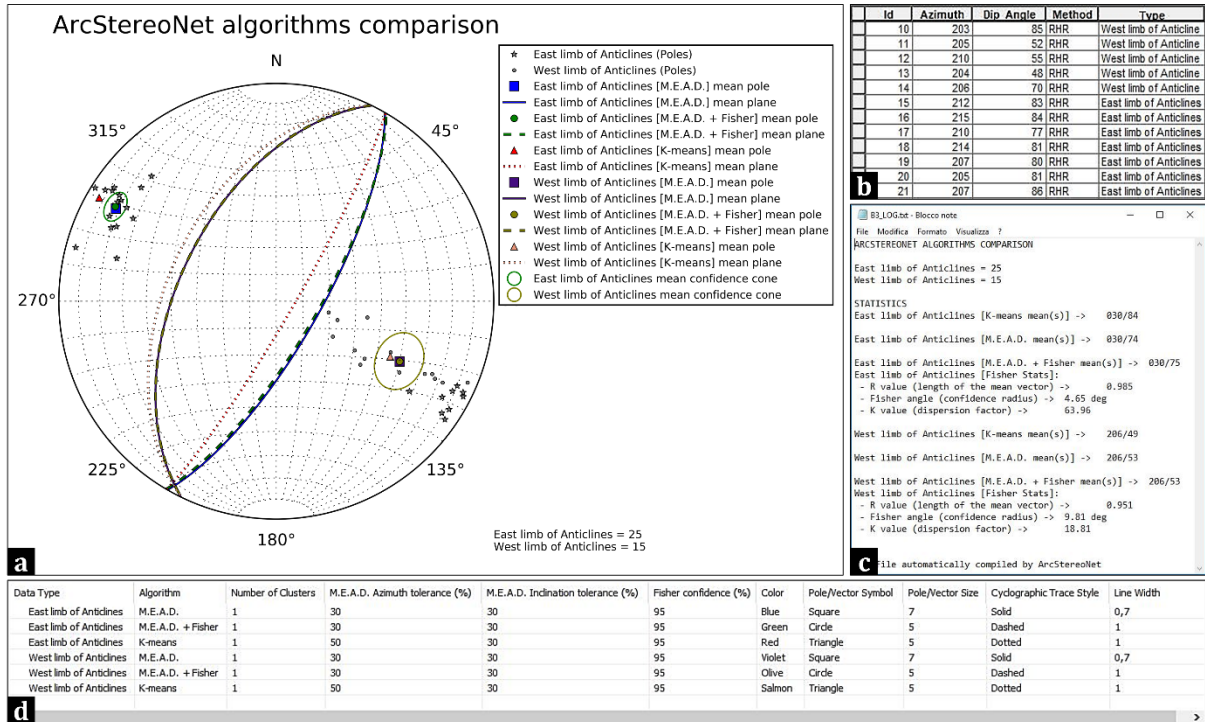 ArcStereoNet algorithms comparison
N
315°
45°
270°
225°
135°
180°
East limb of Anticlines (Poles)
West limb of Anticlines (Poles)
East limb of Anticlines [M.E.A.D.] mean pole
East limb of Anticlines [M.E.A.D.] mean plane
East limb of Anticlines [M.E.A.D. + Fisher] mean pole
East limb of Anticlines [M.E.A.D. + Fisher] mean plane
East limb of Anticlines [K-means] mean pole
East limb of Anticlines [K-means] mean plane
West limb of Anticlines [M.E.A.D.] mean pole
West limb of Anticlines [M.E.A.D.] mean plane
West limb of Anticlines [M.E.A.D. + Fisher] mean pole
West limb of Anticlines [M.E.A.D. + Fisher] mean plane
West limb of Anticlines [K-means] mean pole
West limb of Anticlines [K-means] mean plane
East limb of Anticlines mean confidence cone
West limb of Anticlines mean confidence cone
East limb of Anticlines = 25
West limb of Anticlines = 15
a
Id Azimuth Dip_Angle Method Type
10 203 85 RHR West limb of Anticline
11 205 52 RHR West limb of Anticline
12 210 55 RHR West limb of Anticline
13 204 48 RHR West limb of Anticline
14 206 70 RHR West limb of Anticline
15 212 83 RHR East limb of Anticlines
16 215 84 RHR East limb of Anticlines
17 210 77 RHR East limb of Anticlines
18 214 81 RHR East limb of Anticlines
19 207 80 RHR East limb of Anticlines
20 205 81 RHR East limb of Anticlines
21 207 86 RHR East limb of Anticlines
b
B3_LOG.txt - Blocco note
File Modifica Formato Visualizza ?
ARCSTEREONET ALGORITHMS COMPARISON
East limb of Anticlines = 25
West limb of Anticlines = 15
STATISTICS
East limb of Anticlines [K-means mean(s)] -> 030/84
East limb of Anticlines [M.E.A.D. mean(s)] -> 030/74
East limb of Anticlines [M.E.A.D. + Fisher mean(s)] -> 030/75
East limb of Anticlines [Fisher Stats]:
- R value (length of the mean vector) -> 0.985
- Fisher angle (confidence radius) -> 4.65 deg
- K value (dispersion factor) -> 63.96
West limb of Anticlines [K-means mean(s)] -> 206/49
West limb of Anticlines [M.E.A.D. mean(s)] -> 206/53
West limb of Anticlines [M.E.A.D. + Fisher mean(s)] -> 206/53
West limb of Anticlines [Fisher Stats]:
- R value (length of the mean vector) -> 0.951
- Fisher angle (confidence radius) -> 9.81 deg
- K value (dispersion factor) -> 18.81
File automatically compiled by ArcStereoNet
c
Data Type Algorithm Number of Clusters M.E.A.D. Azimuth tolerance (%) M.E.A.D. Indination tolerance (%) Fisher confidence (%) Color Pole/Vector Symbol Pole/Vector Size Cydographic Trace Style Line Width
East limb of Anticlines M.E.A.D. 1 30 30 95 Blue Square 7 Solid 0,7
East limb of Anticlines M.E.A.D. + Fisher 1 30 30 95 Green Circle 5 Dashed 1
East limb of Anticlines K-means 1 50 30 95 Red Triangle 5 Dotted 1
West limb of Anticlines M.E.A.D. 1 30 30 95 Violet Square 7 Solid 0,7
West limb of Anticlines M.E.A.D. + Fisher 1 30 30 95 Olive Circle 5 Dashed 1
West limb of Anticlines K-means 1 50 30 95 Salmon Triangle 5 Dotted 1
d